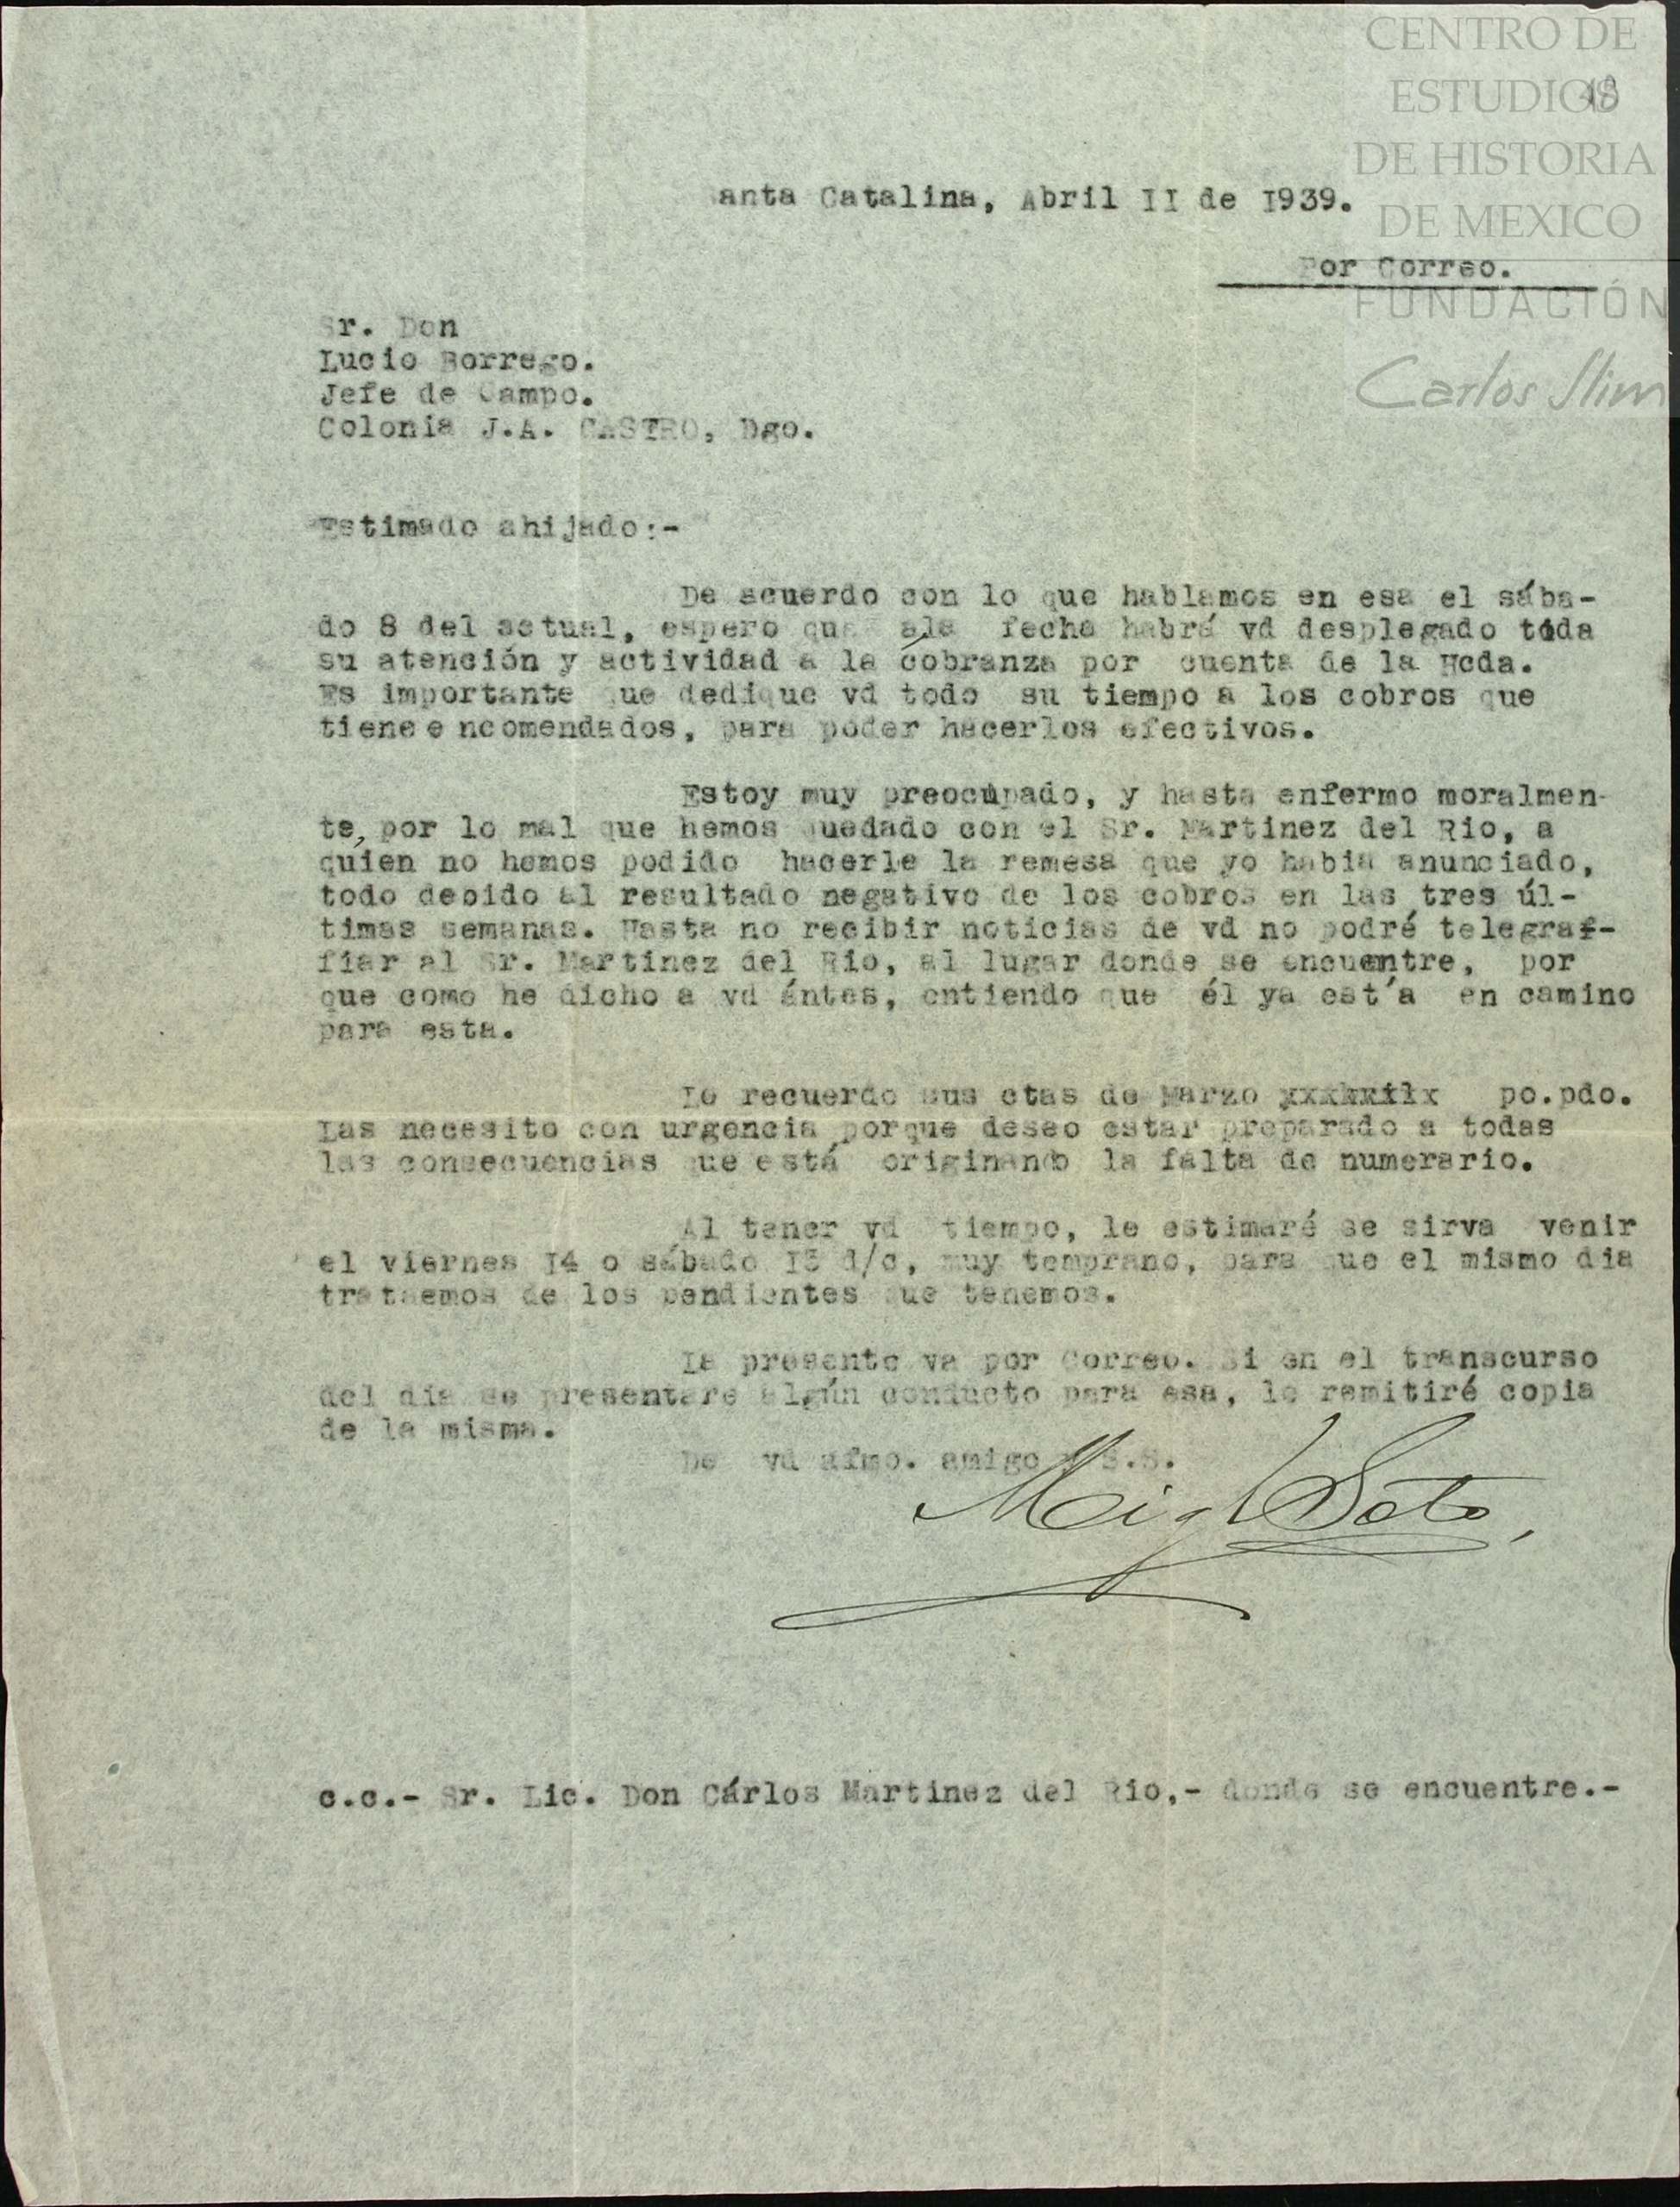 CENTRO DE
ESTUDIOS
18
DE HISTORIA
DE MEXICO
FUNDACIÓN
Carlos Slim
Santa Catalina, Abril II de I939.
Por Correo.
Sr. Don
Lucio Borrego.
Jefe de Campo.
Colonia J.A. CASTRO, Dgo.
Estimado ahijado:-
De acuerdo con lo que hablamos en esa el sába-
do 8 del actual, espero que ala fecha habrá vd desplegado toda
su atención y actividad a la cobranza por cuenta de la Hcda.
Es importante que dedique vd todo su tiempo a los cobros que
tiene e ncomendados, para poder hacerlos efectivos.
Estoy muy preocupado, y hasta enfermo moralmen-
te, por lo mal que hemos quedado con el Sr. Martinez del Rio, a
quien no hemos podido hacerle la remesa que yo habia anunciado,
todo debido al resultado negativo de los cobros en las tres úl-
timas semanas. Hasta no recibir noticias de vd no podré telegraf-
fiar al Sr. Martinez del Rio, al lugar donde se encuentre, por
que como he dicho a vd ántes, entiendo que él ya est'a en camino
para esta.
Le recuerdo sus ctas de Marzo po.pdo.
Las necesito con urgencia porque deseo estar preparado a todas
las consecuencias que está originando la falta de numerario.
Al tener vd tiempo, le estimaré se sirva venir
el viernes I4 o sábado I5 d/c, muy temprano, para que el mismo dia
trataemos de los pendientes que tenemos.
La presente va por Correo. Si en el transcurso
del dia se presentare algún conducto para esa, le remitiré copia
de la misma.
De vd afmo. amigo y S.S.
Migl Soto,
c.c.- Sr. Lic. Don Cárlos Martinez del Rio,- donde se encuentre.-